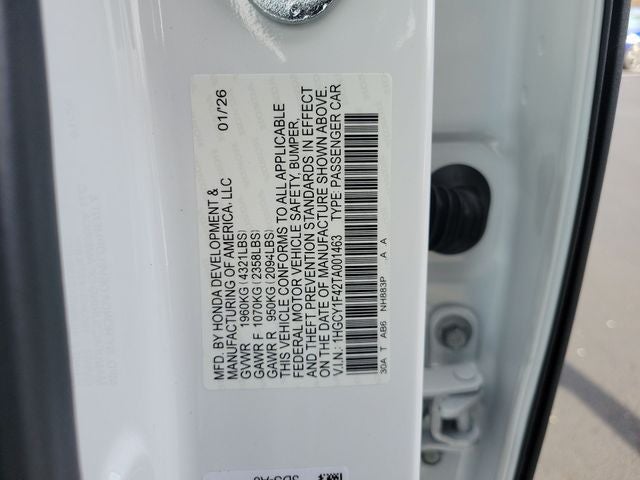 MFD. BY HONDA DEVELOPMENT & 01/26
MANUFACTURING OF AMERICA, LLC
GVWR 1960KG (4321LBS)
GAWR F 1070KG (2358LBS)
GAWR R 950KG (2094LBS)
THIS VEHICLE CONFORMS TO ALL APPLICABLE
FEDERAL MOTOR VEHICLE SAFETY, BUMPER,
AND THEFT PREVENTION STANDARDS IN EFFECT
ON THE DATE OF MANUFACTURE SHOWN ABOVE.
V.I.N.: 1HGCY1F42TA001463 TYPE: PASSENGER CAR
30A T AB6 NH883P A A